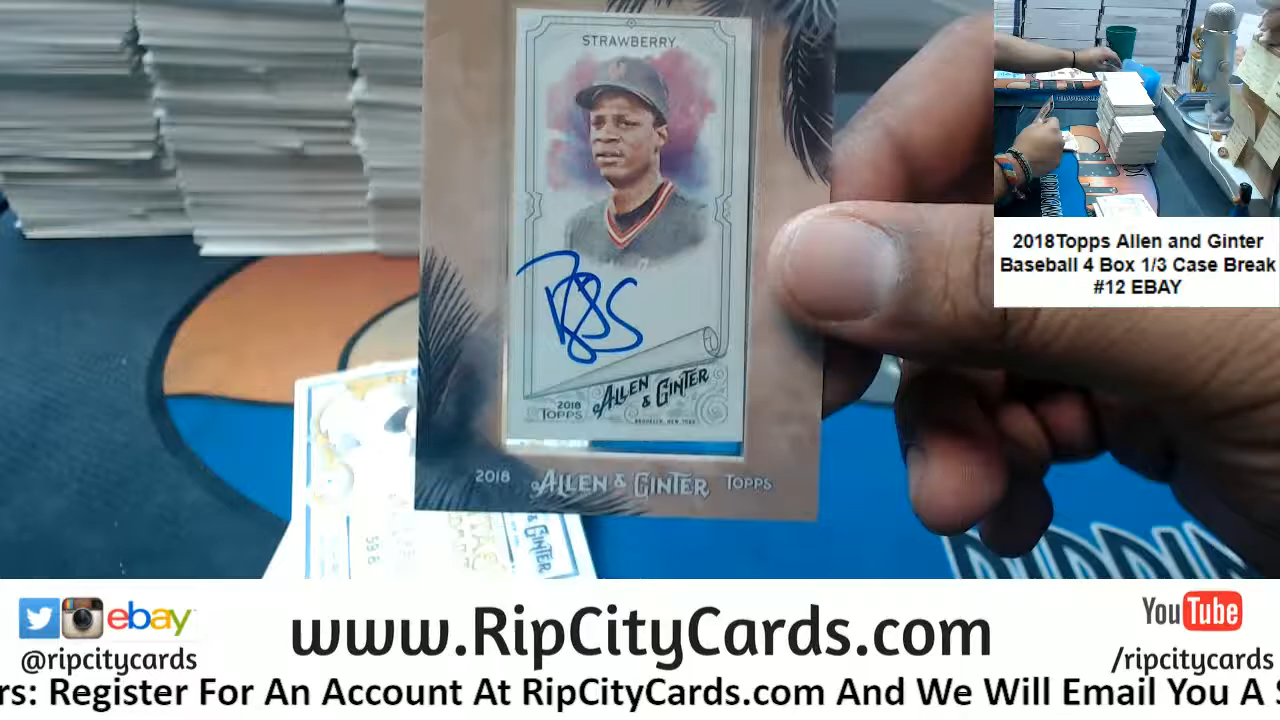 STRAWBERRY
2018 TOPPS
ALLEN & GINTER
BROOKLYN, NEW YORK
2018 ALLEN & GINTER TOPPS
2018Topps Allen and Ginter
Baseball 4 Box 1/3 Case Break
#12 EBAY
ebay
@ripcitycards
www.RipCityCards.com
YouTube
/ripcitycards
rs: Register For An Account At RipCityCards.com And We Will Email You A S